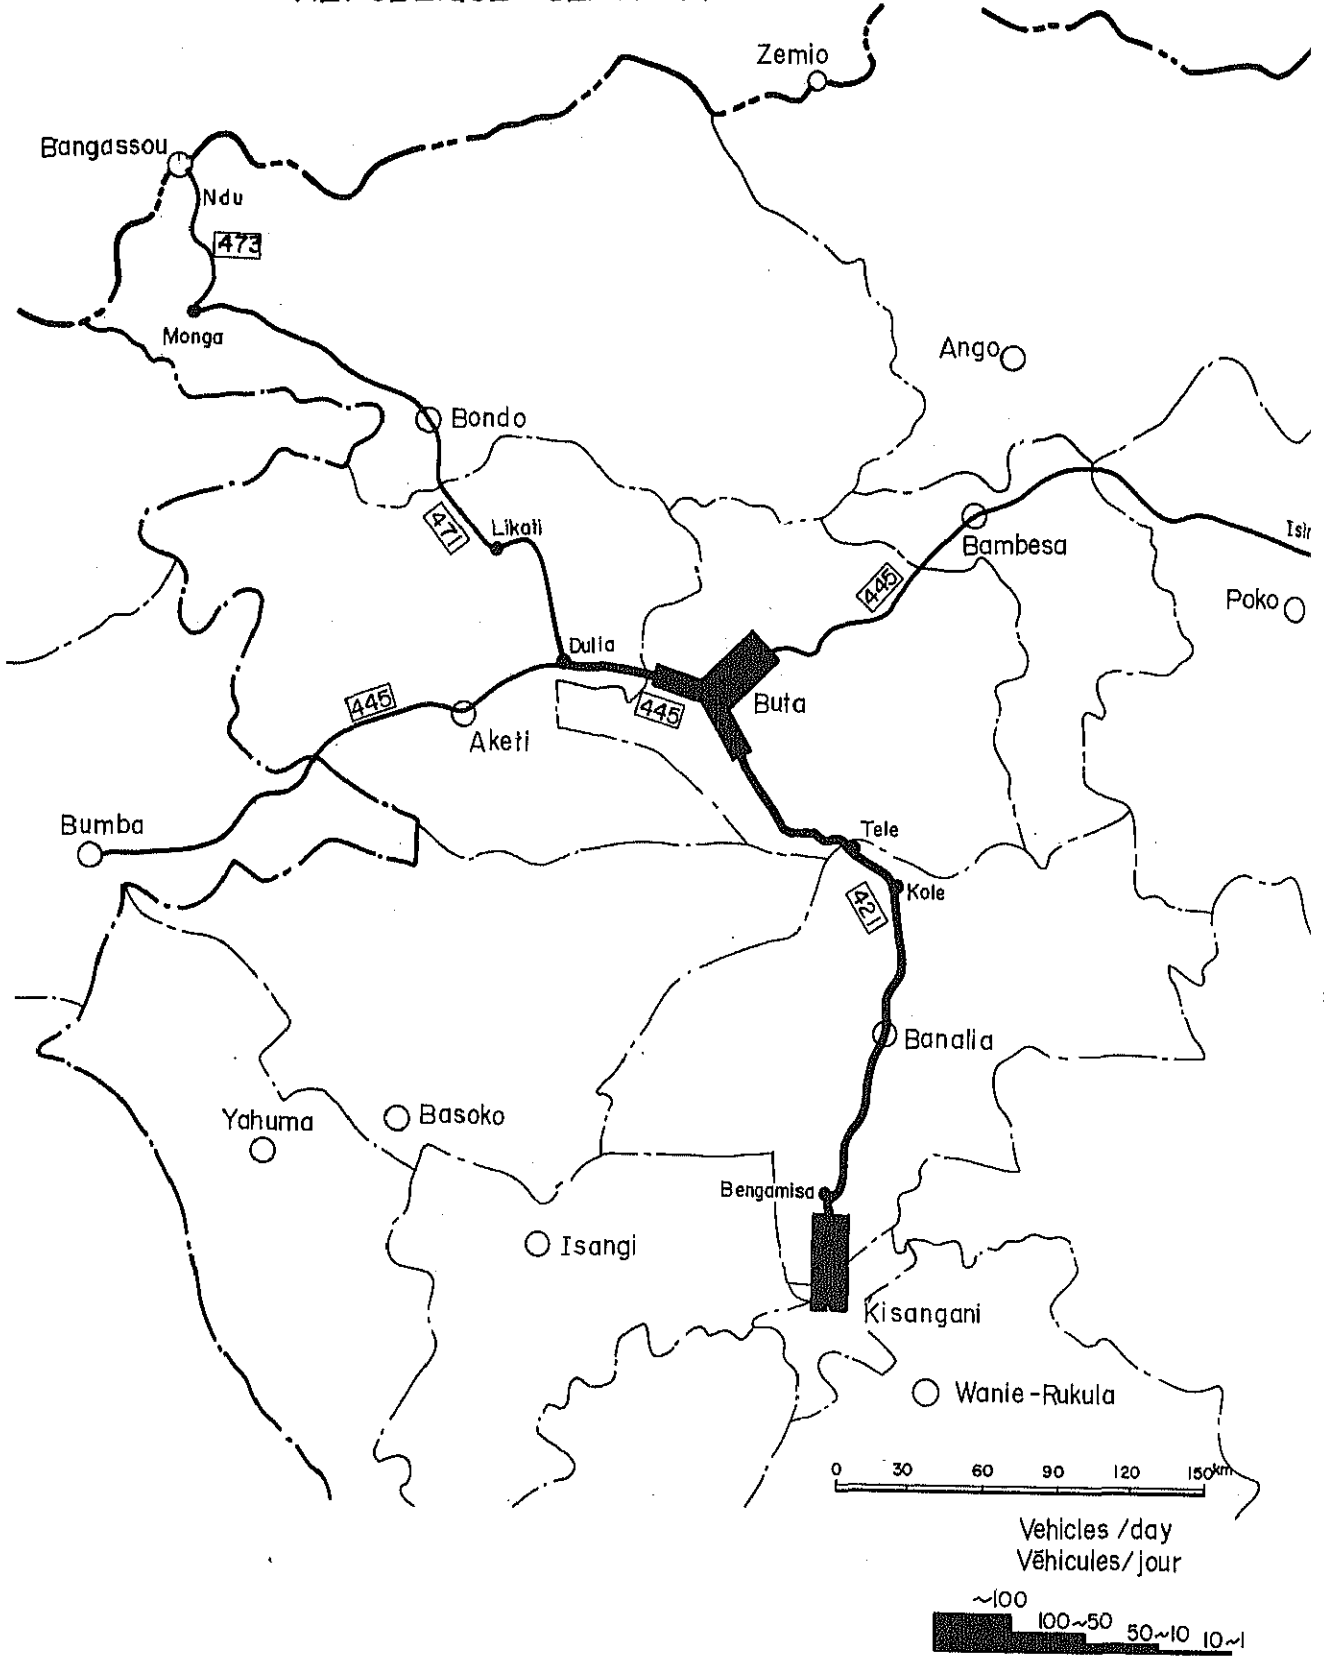 Zemio
Bangassou
Ndu
473
Monga
Ango
Bondo
471
Likati
Bambesa
445
Poko
Dulia
Buta
445
445
Aketi
Bumba
Tele
Kole
421
Banalia
Yahuma
Basoko
Bengamisa
Isangi
Kisangani
Wanie-Rukula
0 30 60 90 120 150km
Vehicles /day
Véhicules/jour
~100
100~50
50~10
10~1